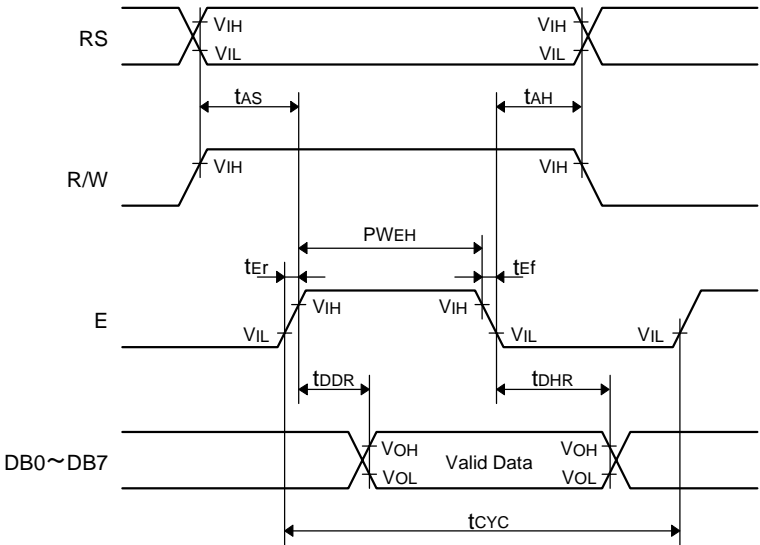 RS
VIH
VIH
VIL
VIL
tAS
tAH
R/W
VIH
VIH
PWEH
tEr
tEf
E
VIH
VIH
VIL
VIL
VIL
tDDR
tDHR
DB0～DB7
VOH
VOH
Valid Data
VOL
VOL
tCYC